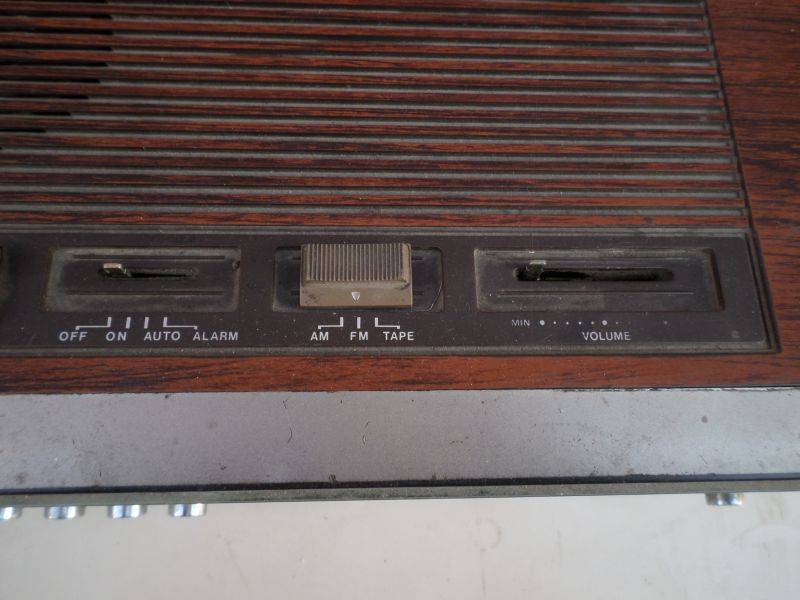 OFF ON AUTO ALARM
AM FM TAPE
MIN
VOLUME